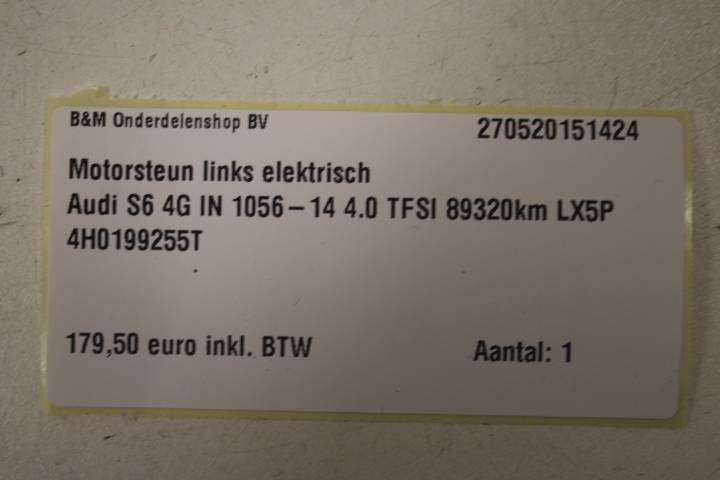 B&M Onderdelenshop BV 270520151424
Motorsteun links elektrisch
Audi S6 4G IN 1056-14 4.0 TFSI 89320km LX5P
4H0199255T
179,50 euro inkl. BTW Aantal: 1